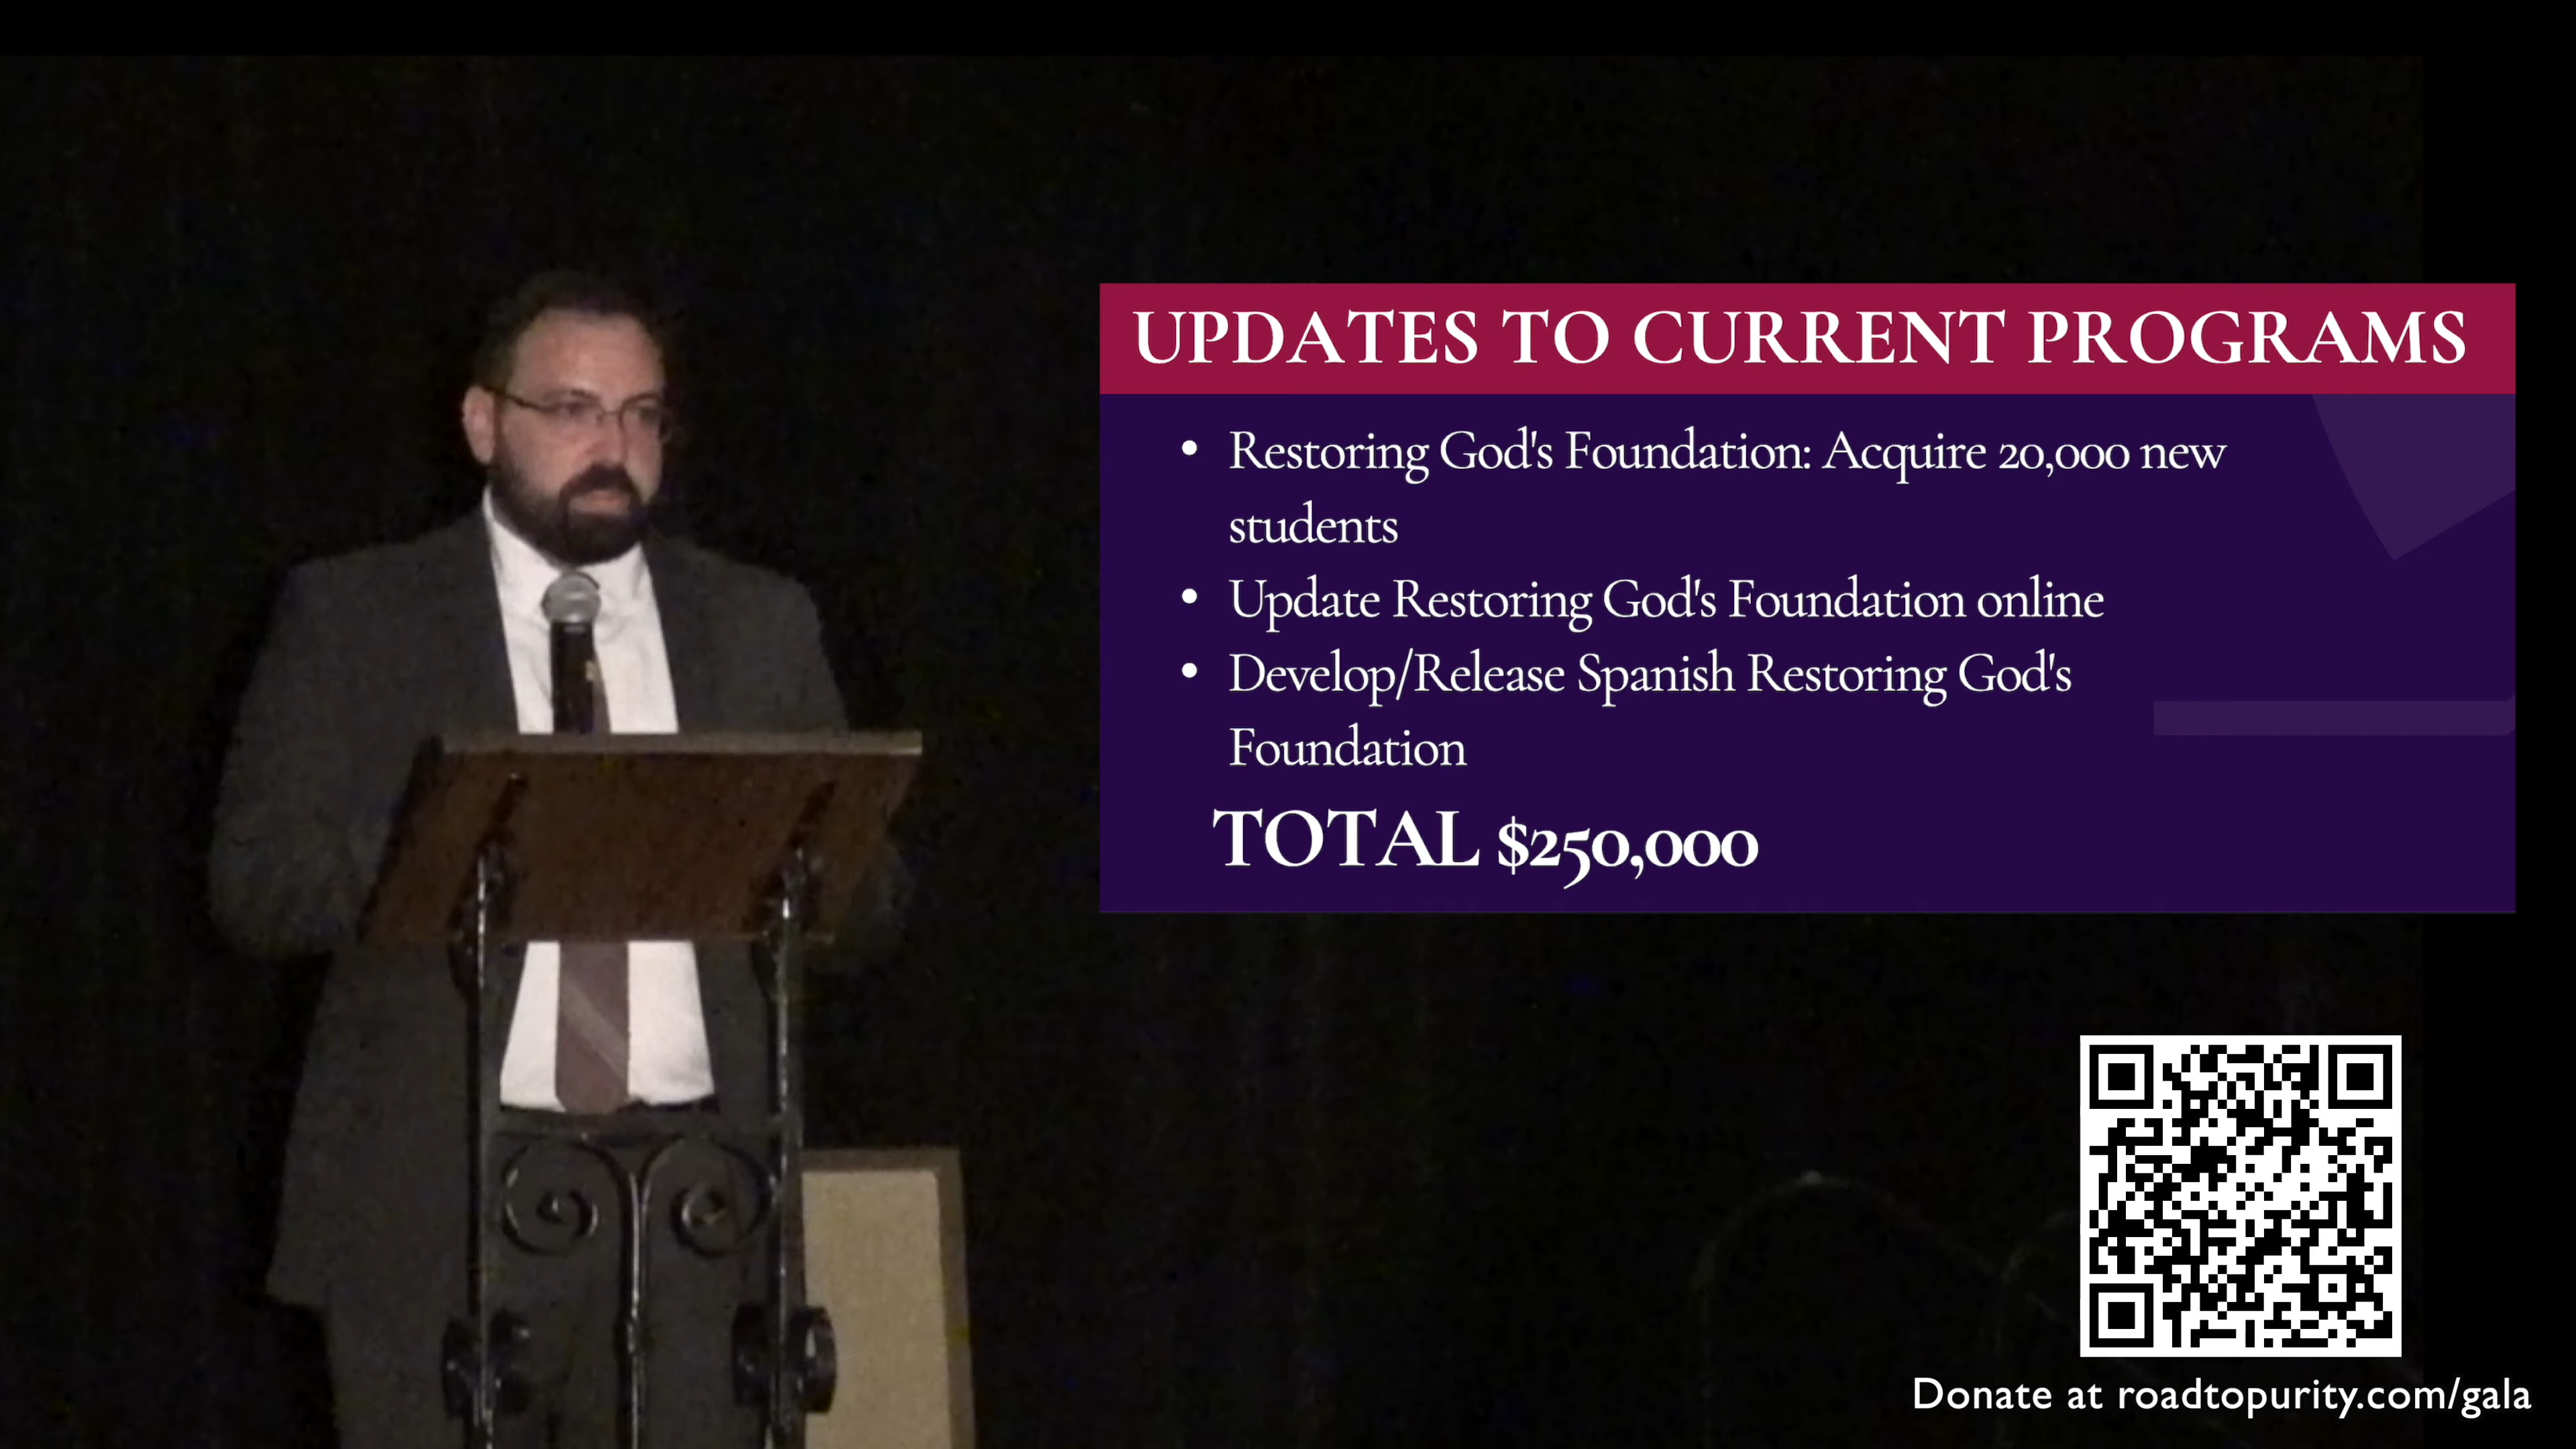 UPDATES TO CURRENT PROGRAMS
• Restoring God's Foundation: Acquire 20,000 new
students
• Update Restoring God's Foundation online
• Develop/Release Spanish Restoring God's
Foundation
TOTAL $250,000
Donate at roadtopurity.com/gala